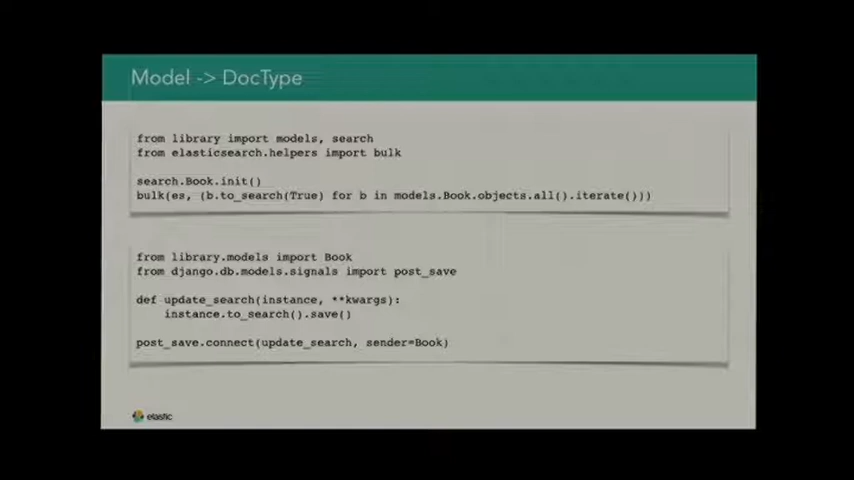 Model -> DocType
from library import models, search
from elasticsearch.helpers import bulk
search.Book.init()
bulk(es, (b.to_search(True) for b in models.Book.objects.all().iterate()))
from library.models import Book
from django.db.models.signals import post_save
def update_search(instance, **kwargs):
    instance.to_search().save()
post_save.connect(update_search, sender=Book)
elastic